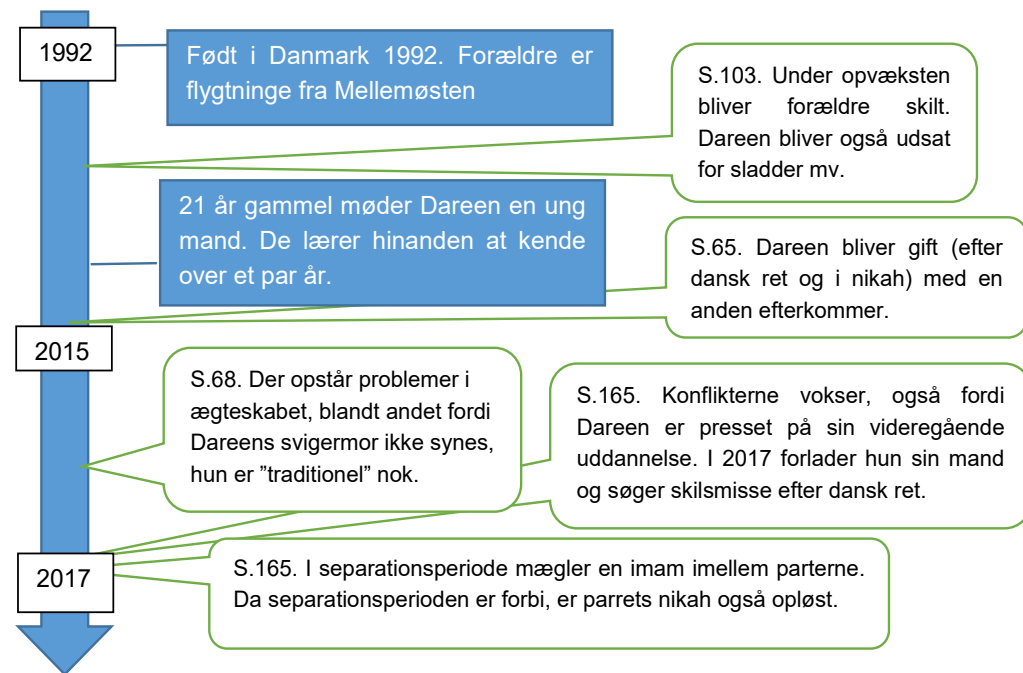 1992
Født i Danmark 1992. Forældre er
flygtninge fra Mellemøsten
S.103. Under opvæksten
bliver forældre skilt.
Dareen bliver også udsat
for sladder mv.
21 år gammel møder Dareen en ung
mand. De lærer hinanden at kende
over et par år.
S.65. Dareen bliver gift (efter
dansk ret og i nikah) med en
anden efterkommer.
2015
S.68. Der opstår problemer i
ægteskabet, blandt andet fordi
Dareens svigermor ikke synes,
hun er ”traditionel” nok.
S.165. Konflikterne vokser, også fordi
Dareen er presset på sin videregående
uddannelse. I 2017 forlader hun sin mand
og søger skilsmisse efter dansk ret.
2017
S.165. I separationsperiode mægler en imam imellem parterne.
Da separationsperioden er forbi, er parrets nikah også opløst.